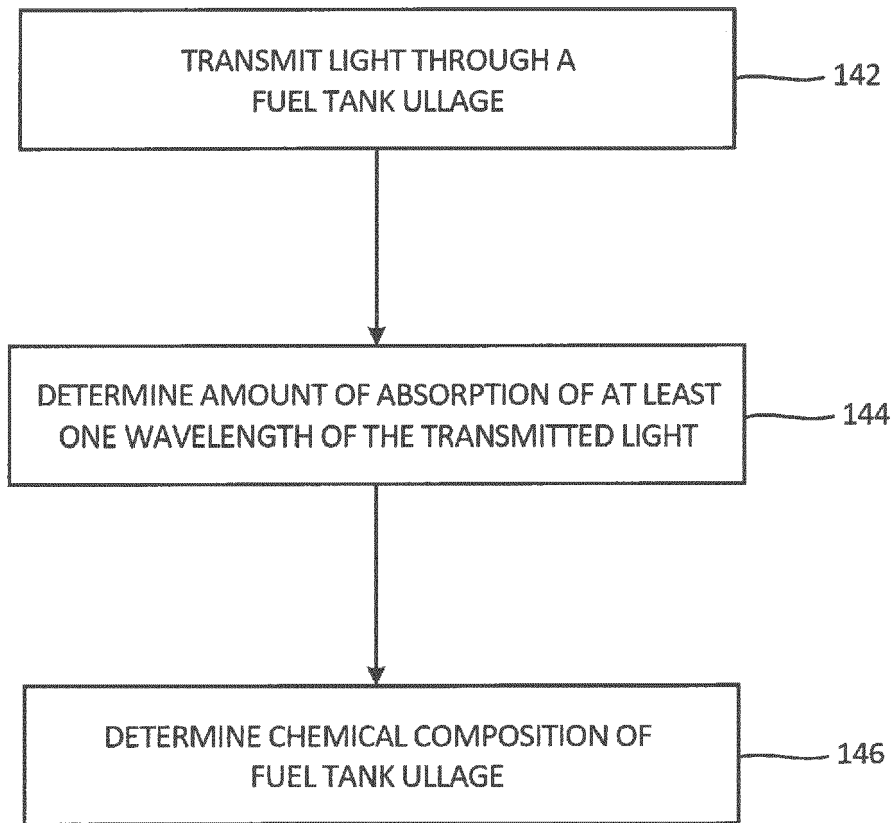 TRANSMIT LIGHT THROUGH A
FUEL TANK ULLAGE
142
DETERMINE AMOUNT OF ABSORPTION OF AT LEAST
ONE WAVELENGTH OF THE TRANSMITTED LIGHT
144
DETERMINE CHEMICAL COMPOSITION OF
FUEL TANK ULLAGE
146